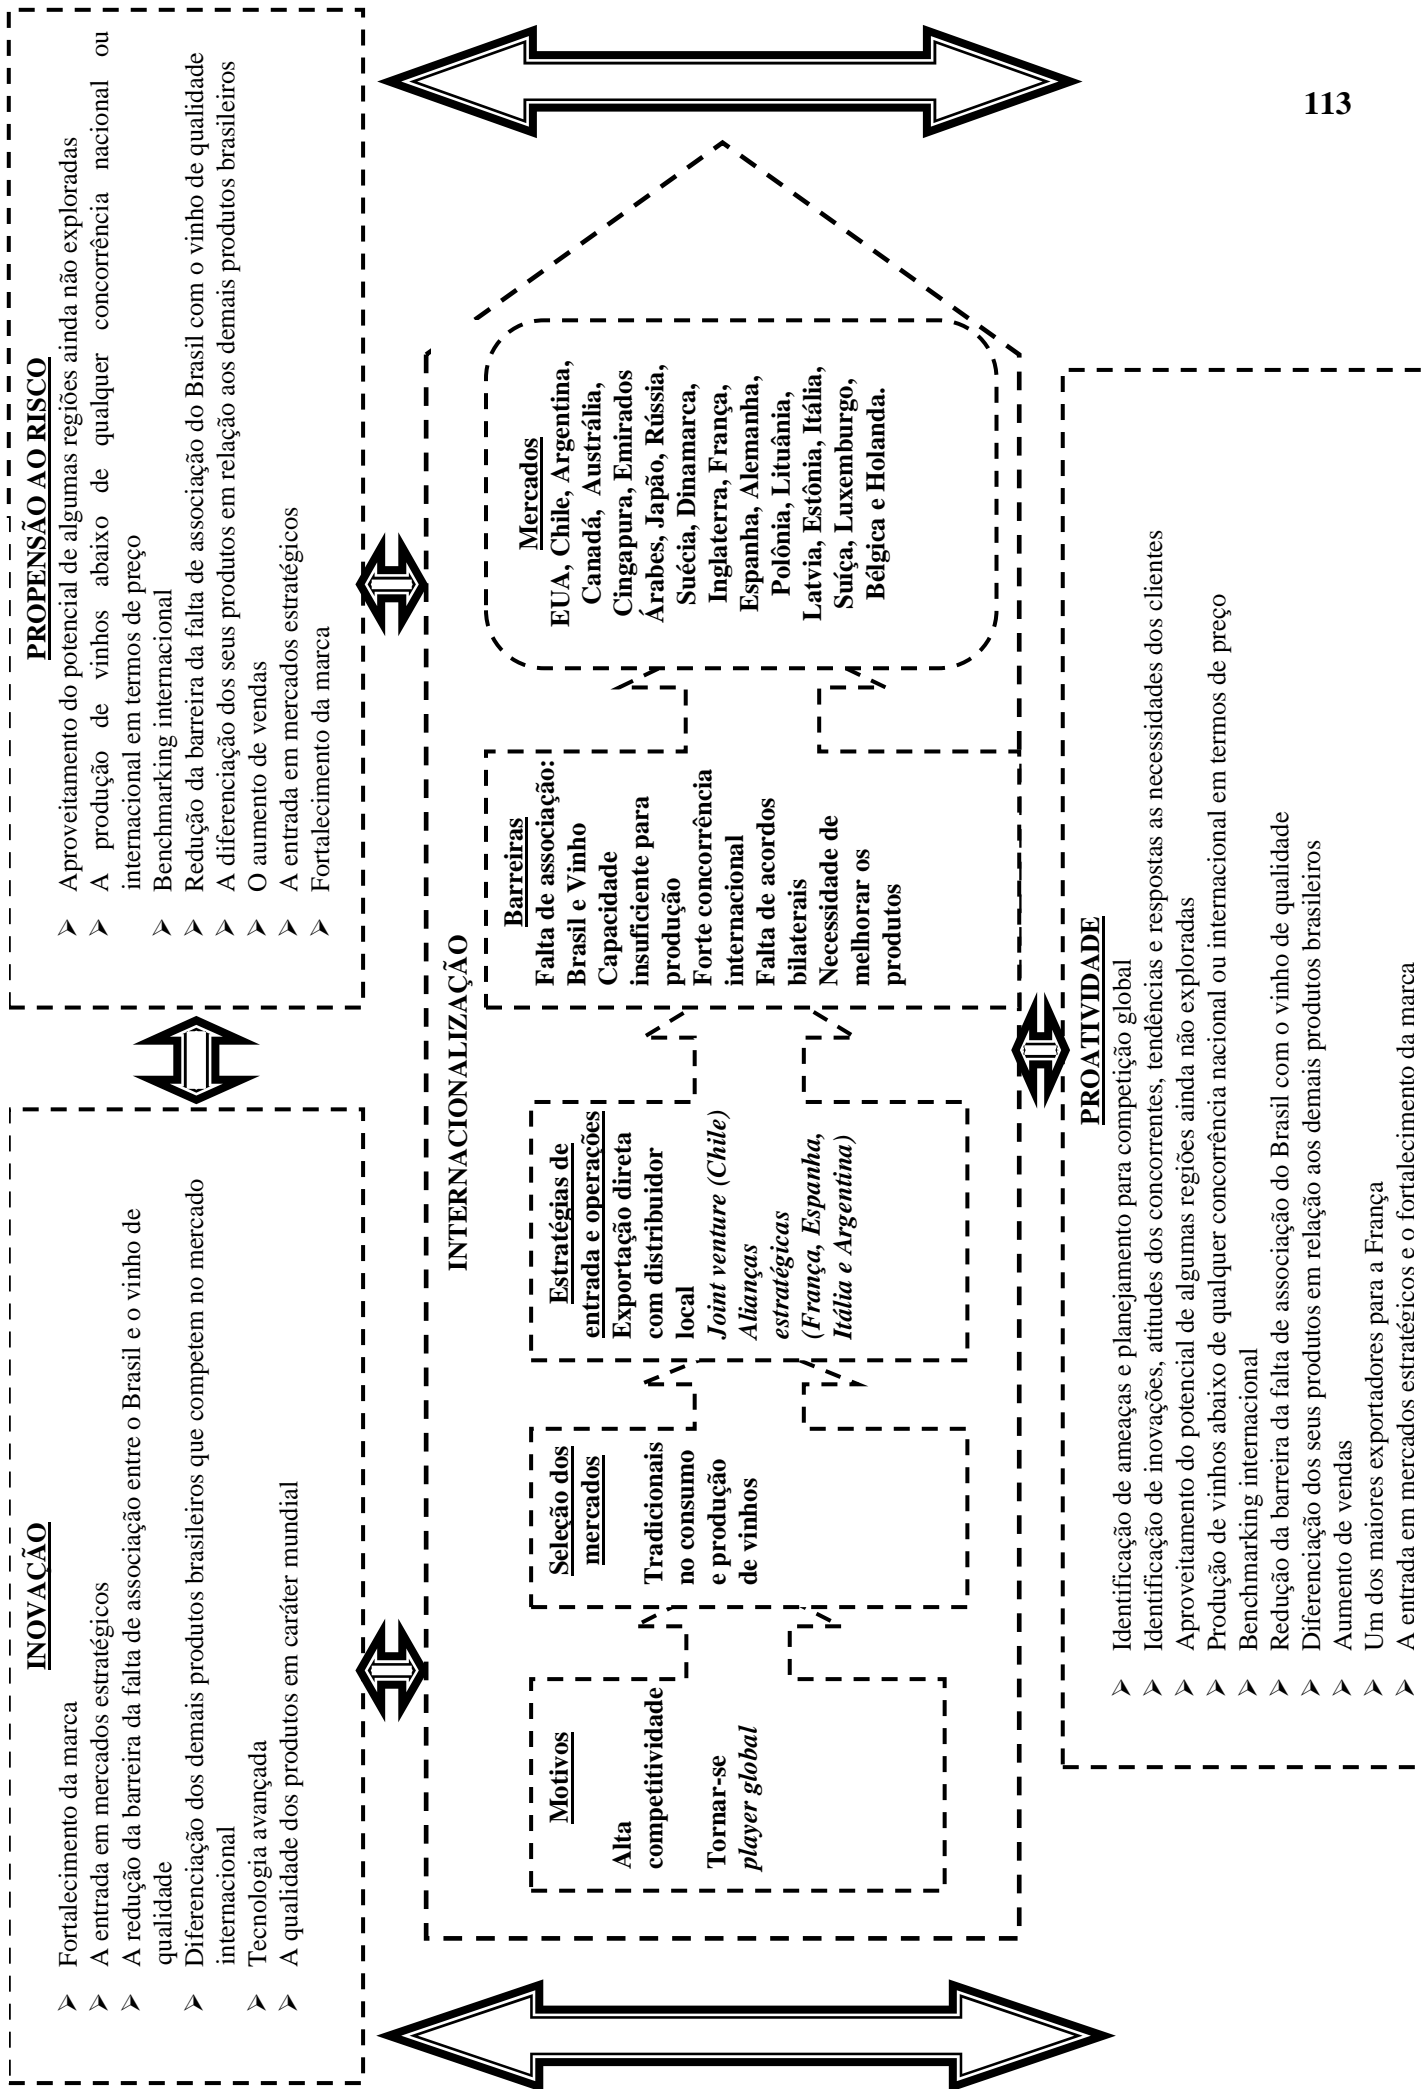 113
INOVAÇÃO
➢ Fortalecimento da marca
➢ A entrada em mercados estratégicos
➢ A redução da barreira da falta de associação entre o Brasil e o vinho de
qualidade
➢ Diferenciação dos demais produtos brasileiros que competem no mercado
internacional
➢ Tecnologia avançada
➢ A qualidade dos produtos em caráter mundial
PROPENSÃO AO RISCO
➢ Aproveitamento do potencial de algumas regiões ainda não exploradas
➢ A produção de vinhos abaixo de qualquer concorrência nacional ou
internacional em termos de preço
➢ Benchmarking internacional
➢ Redução da barreira da falta de associação do Brasil com o vinho de qualidade
➢ A diferenciação dos seus produtos em relação aos demais produtos brasileiros
➢ O aumento de vendas
➢ A entrada em mercados estratégicos
➢ Fortalecimento da marca
INTERNACIONALIZAÇÃO
Motivos
Alta
competitividade
Tornar-se
player global
Seleção dos
mercados
Tradicionais
no consumo
e produção
de vinhos
Estratégias de
entrada e operações
Exportação direta
com distribuidor
local
Joint venture (Chile)
Alianças
estratégicas
(França, Espanha,
Itália e Argentina)
Barreiras
Falta de associação:
Brasil e Vinho
Capacidade
insuficiente para
produção
Forte concorrência
internacional
Falta de acordos
bilaterais
Necessidade de
melhorar os
produtos
Mercados
EUA, Chile, Argentina,
Canadá, Austrália,
Cingapura, Emirados
Árabes, Japão, Rússia,
Suécia, Dinamarca,
Inglaterra, França,
Espanha, Alemanha,
Polônia, Lituânia,
Latvia, Estônia, Itália,
Suíça, Luxemburgo,
Bélgica e Holanda.
PROATIVIDADE
➢ Identificação de ameaças e planejamento para competição global
➢ Identificação de inovações, atitudes dos concorrentes, tendências e respostas as necessidades dos clientes
➢ Aproveitamento do potencial de algumas regiões ainda não exploradas
➢ Produção de vinhos abaixo de qualquer concorrência nacional ou internacional em termos de preço
➢ Benchmarking internacional
➢ Redução da barreira da falta de associação do Brasil com o vinho de qualidade
➢ Diferenciação dos seus produtos em relação aos demais produtos brasileiros
➢ Aumento de vendas
➢ Um dos maiores exportadores para a França
➢ A entrada em mercados estratégicos e o fortalecimento da marca